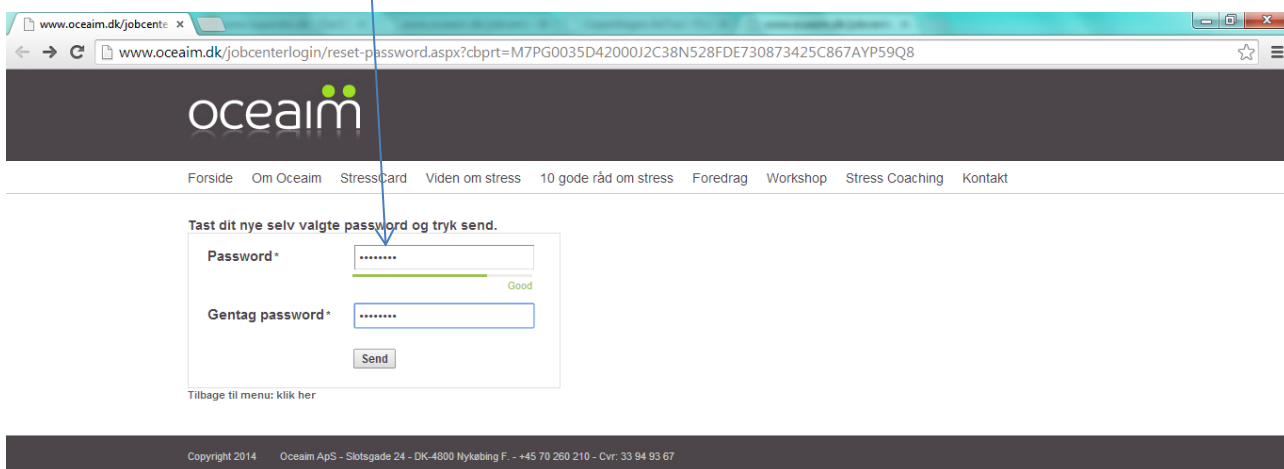 www.oceaim.dk/jobcente
www.oceaim.dk/jobcenterlogin/reset-password.aspx?cbprt=M7PG0035D42000J2C38N528FDE730873425C867AYP59Q8
oceaim
Forside Om Oceaim StressCard Viden om stress 10 gode råd om stress Foredrag Workshop Stress Coaching Kontakt
Tast dit nye selv valgte password og tryk send.
Password* ••••••••
Good
Gentag password* ••••••••
Send
Tilbage til menu: klik her
Copyright 2014 Oceaim ApS - Slotsgade 24 - DK-4800 Nykøbing F. - +45 70 260 210 - Cvr: 33 94 93 67